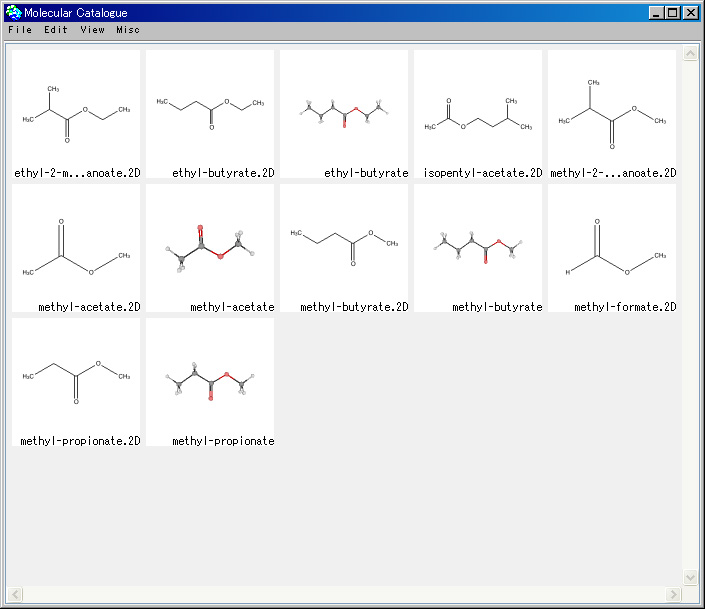 Molecular Catalogue
File Edit View Misc
CH₃
H₃C O CH₃
O
ethyl-2-m...anoate.2D
H₃C O CH₃
O
ethyl-butyrate.2D
ethyl-butyrate
O CH₃
H₃C O CH₃
isopentyl-acetate.2D
CH₃
H₃C O CH₃
O
methyl-2-...anoate.2D
O
H₃C O CH₃
methyl-acetate.2D
methyl-acetate
H₃C O CH₃
O
methyl-butyrate.2D
methyl-butyrate
O
H O CH₃
methyl-formate.2D
H₃C O CH₃
O
methyl-propionate.2D
methyl-propionate